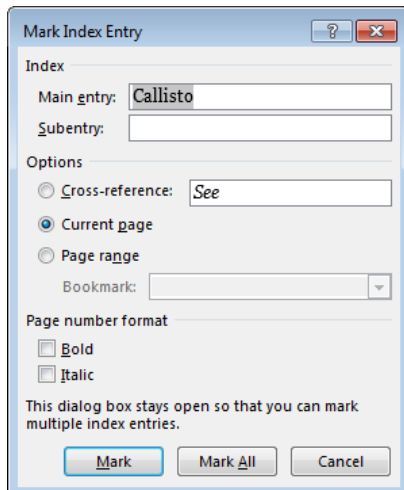 Mark Index Entry
Index
Main entry: Callisto
Subentry:
Options
Cross-reference: See
Current page
Page range
Bookmark:
Page number format
Bold
Italic
This dialog box stays open so that you can mark
multiple index entries.
Mark Mark All Cancel